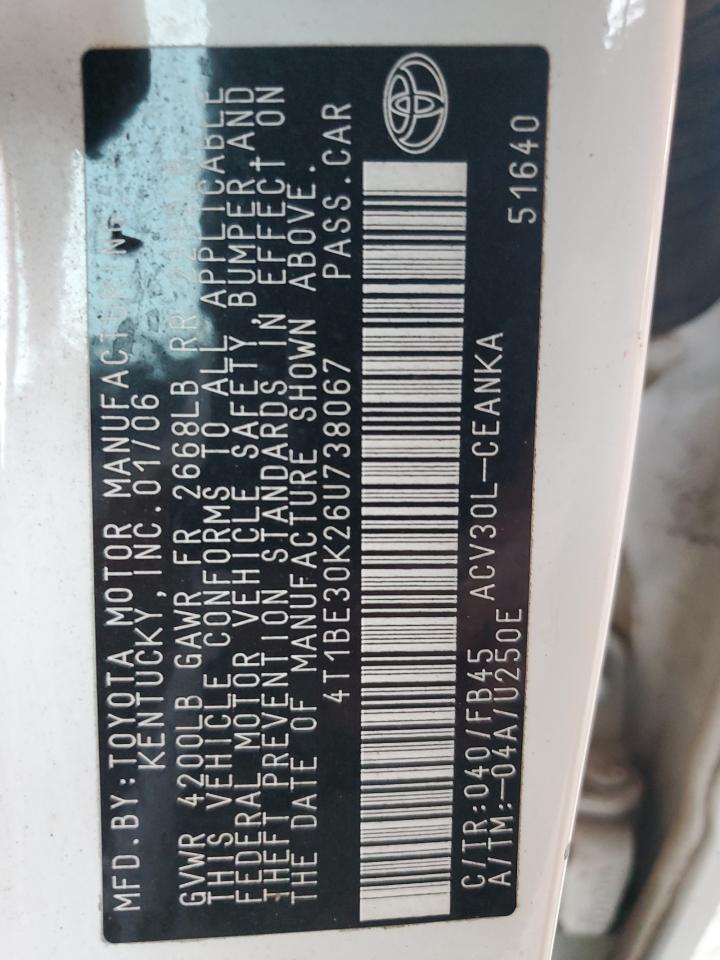 MFD.BY:TOYOTA MOTOR MANUFACTURING,
KENTUCKY,INC.01/06
GVWR 4200LB GAWR FR 2668LB RR
THIS VEHICLE CONFORMS TO ALL APPLICABLE
FEDERAL MOTOR VEHICLE SAFETY,BUMPER,AND
THEFT PREVENTION STANDARDS IN EFFECT ON
THE DATE OF MANUFACTURE SHOWN ABOVE.
4T1BE30K26U738067 PASS.CAR
C/TR:040/FB45 ACV30L-CEANKA
A/TM:-04A/U250E 51640